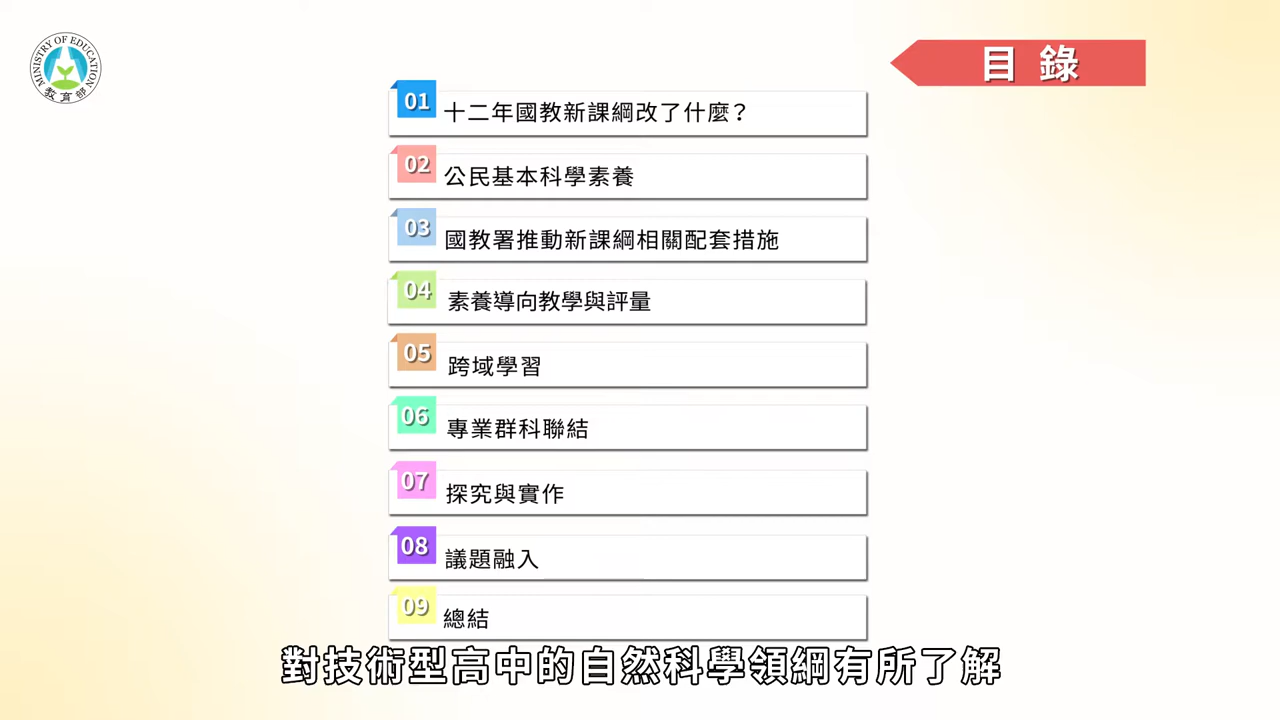 MINISTRY OF EDUCATION
教育部
目錄
01 十二年國教新課綱改了什麼？
02 公民基本科學素養
03 國教署推動新課綱相關配套措施
04 素養導向教學與評量
05 跨域學習
06 專業群科聯結
07 探究與實作
08 議題融入
09 總結
對技術型高中的自然科學領綱有所了解